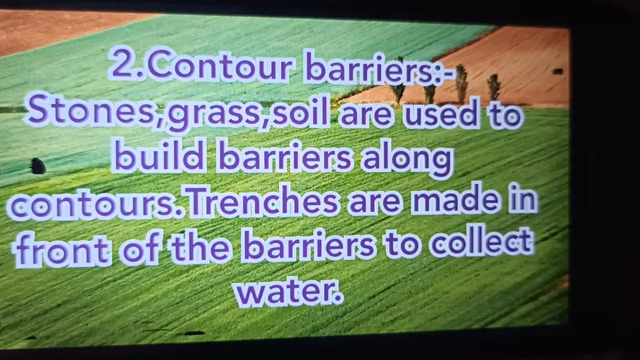 2.Contour barriers:-
Stones,grass,soil are used to
build barriers along
contours.Trenches are made in
front of the barriers to collect
water.